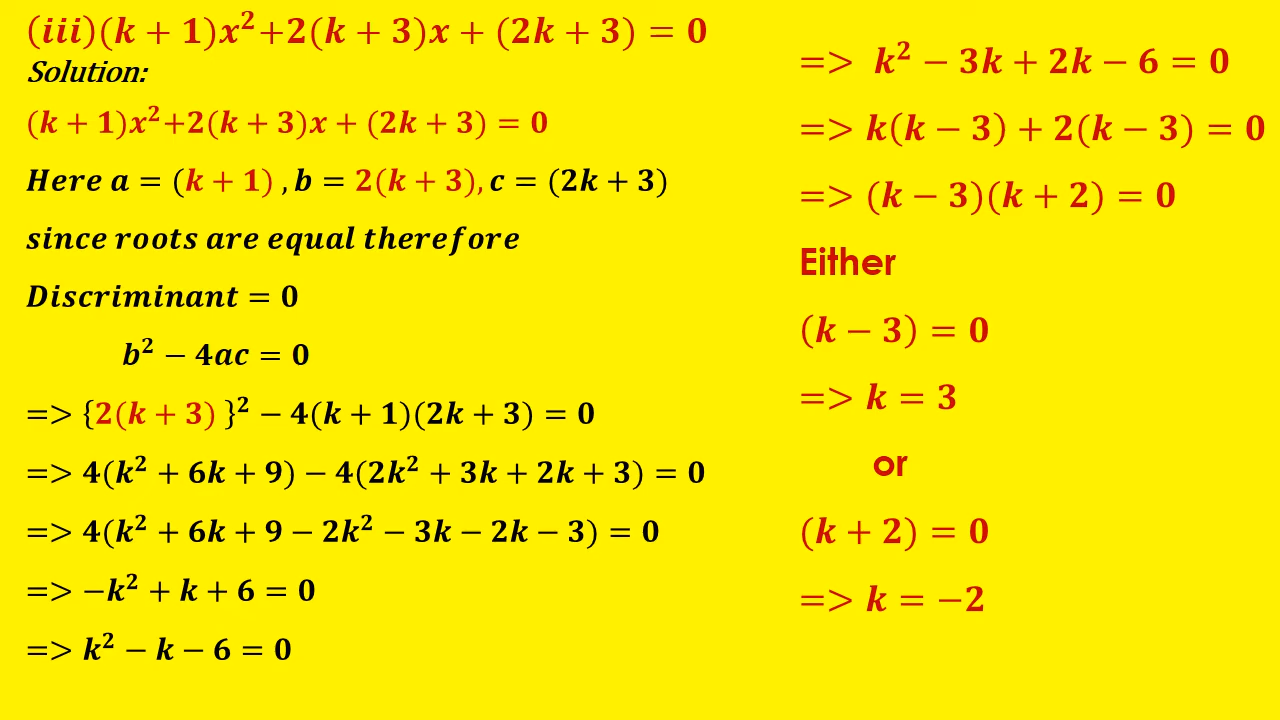 (iii)(k + 1)x²+2(k + 3)x + (2k + 3) = 0
Solution:
(k + 1)x²+2(k + 3)x + (2k + 3) = 0
Here a = (k + 1) , b = 2(k + 3), c = (2k + 3)
since roots are equal therefore
Discriminant = 0
b² − 4ac = 0
=> {2(k + 3) }² − 4(k + 1)(2k + 3) = 0
=> 4(k² + 6k + 9) − 4(2k² + 3k + 2k + 3) = 0
=> 4(k² + 6k + 9 − 2k² − 3k − 2k − 3) = 0
=> −k² + k + 6 = 0
=> k² − k − 6 = 0
=> k² − 3k + 2k − 6 = 0
=> k(k − 3) + 2(k − 3) = 0
=> (k − 3)(k + 2) = 0
Either
(k − 3) = 0
=> k = 3
or
(k + 2) = 0
=> k = −2